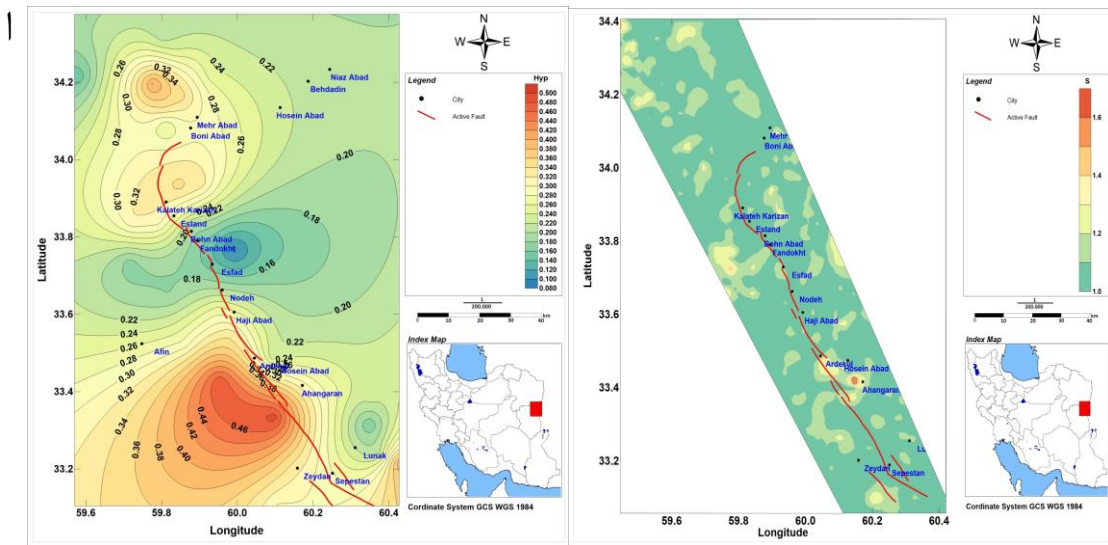 N
W E
S
Legend
Hyp
City
Active Fault
0.500
0.480
0.460
0.440
0.420
0.400
0.380
0.360
0.340
0.320
0.300
0.280
0.260
0.240
0.220
0.200
0.180
0.160
0.140
0.120
0.100
0.080
200.000
0 10 20 40 km
Index Map
Cordinate System GCS WGS 1984
Latitude
34.2
34.0
33.8
33.6
33.4
33.2
59.6 59.8 60.0 60.2 60.4
Longitude
0.26
0.24
0.22
0.32
0.34
0.30
0.28
0.28
0.26
0.20
0.32
0.30
0.18
0.16
0.18
0.20
0.22
0.24
0.26
0.28
0.30
0.32
0.22
0.34
0.36
0.38
0.40
0.42
0.44
0.46
Niaz Abad
Behdadin
Hosein Abad
Mehr Abad
Boni Abad
Kalateh Karizan
Estand
Bohn Abad
Fandokht
Esfad
Nodeh
Haji Abad
Afin
Hosein Abad
Ahangaran
Lunak
Zeydan
Sepestan
N
W E
S
Legend
S
City
Active Fault
1.6
1.4
1.2
1.0
200.000
0 10 20 40 km
Index Map
Cordinate System GCS WGS 1984
Latitude
34.4
34.2
34.0
33.8
33.6
33.4
33.2
59.6 59.8 60.0 60.2 60.4
Longitude
Mehr
Boni Ab
Kalateh Karizan
Estand
Bohn Abad
Fandokht
Esfad
Nodeh
Haji Abad
Ardekul
Hosein Abad
Ahangaran
Lu
Zeydan
Sepestan